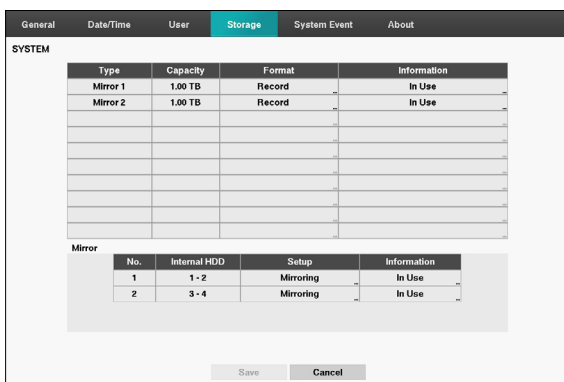 General Date/Time User Storage System Event About
SYSTEM
Type Capacity Format Information
Mirror 1 1.00 TB Record ... In Use ...
Mirror 2 1.00 TB Record ... In Use ...
... ...
... ...
... ...
... ...
... ...
... ...
... ...
... ...
Mirror
No. Internal HDD Setup Information
1 1 - 2 Mirroring ... In Use ...
2 3 - 4 Mirroring ... In Use ...
Save Cancel